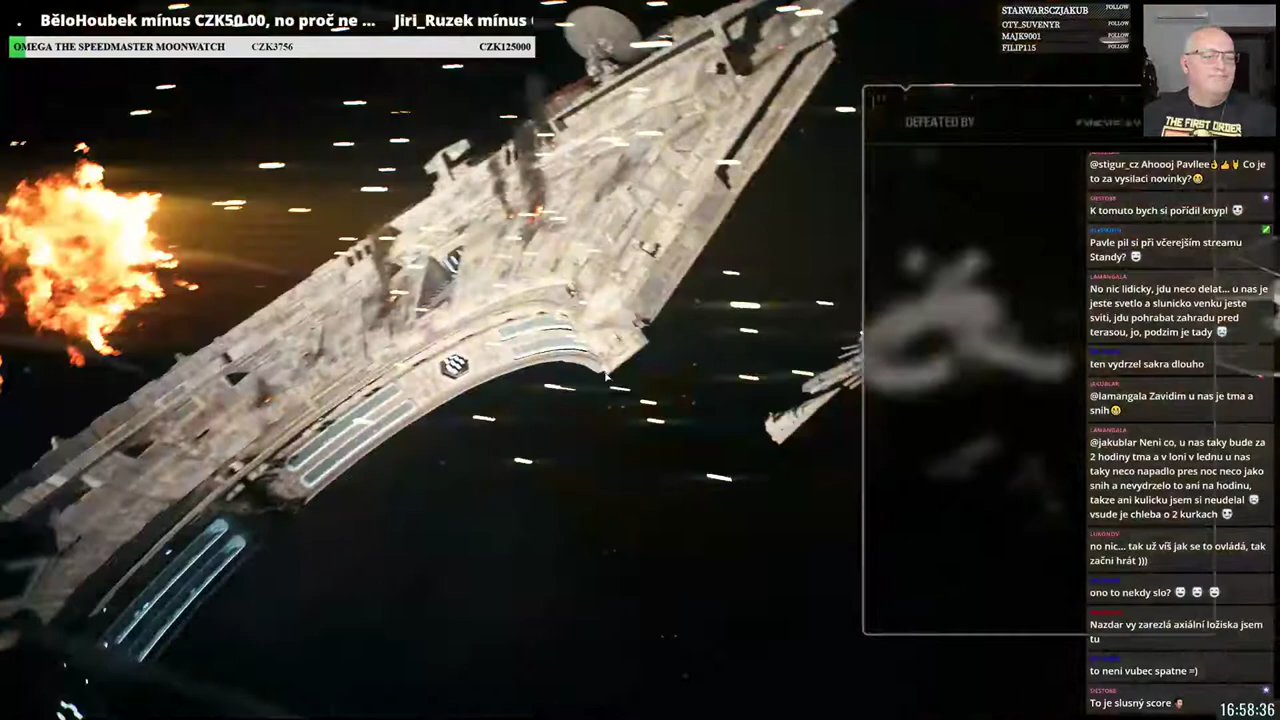 . BěloHoubek mínus CZK50.00, no proč ne ... Jiri_Ruzek mínus
OMEGA THE SPEEDMASTER MOONWATCH CZK3756 CZK125000
STARWARSCZJAKUB FOLLOW
OTY_SUVENYR FOLLOW
MAJK9001 FOLLOW
FILIP115 FOLLOW
THE FIRST ORDER
DEFEATED BY
@stigur_cz Ahoooj Pavllee Co je
to za vysilaci novinky?
K tomuto bych si pořídil knypl
Pavle pil si při včerejším streamu
Standy?
LAMANGALA
No nic lidicky, jdu neco delat... u nas je
jeste svetlo a slunicko venku jeste
sviti, jdu pohrabat zahradu pred
terasou, jo, podzim je tady
ten vydrzel sakra dlouho
JAKUBLAR
@lamangala Zavidim u nas je tma a
snih
LAMANGALA
@jakublar Neni co, u nas taky bude za
2 hodiny tma a v loni v lednu u nas
taky neco napadlo pres noc neco jako
snih a nevydrzelo to ani na hodinu,
takze ani kulicku jsem si neudelal
vsude je chleba o 2 kurkach
no nic... tak už víš jak se to ovládá, tak
začni hrát )))
ono to nekdy slo?
Nazdar vy zarezlá axiální ložiska jsem
tu
to neni vubec spatne =)
To je slusný score
16:58:36